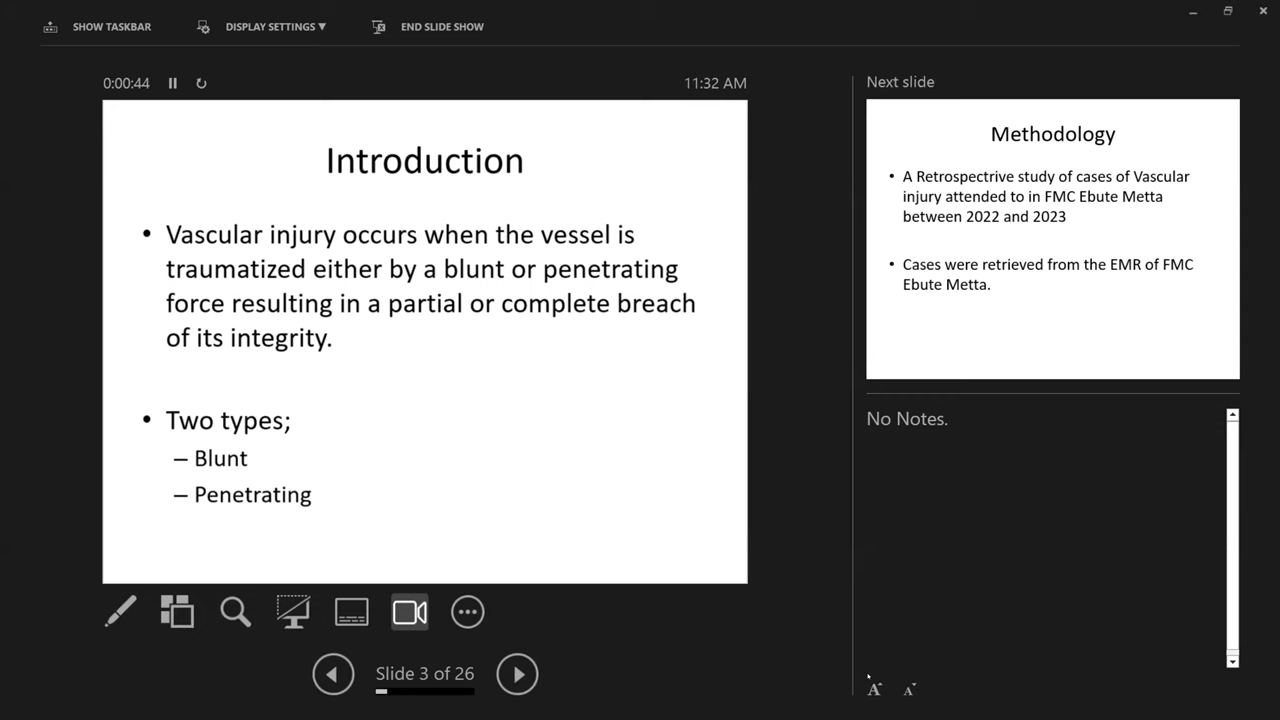 SHOW TASKBAR
DISPLAY SETTINGS ▼
END SLIDE SHOW
0:00:44
11:32 AM
Introduction
• Vascular injury occurs when the vessel is
traumatized either by a blunt or penetrating
force resulting in a partial or complete breach
of its integrity.
• Two types;
– Blunt
– Penetrating
Slide 3 of 26
Next slide
Methodology
• A Retrospectrive study of cases of Vascular
injury attended to in FMC Ebute Metta
between 2022 and 2023
• Cases were retrieved from the EMR of FMC
Ebute Metta.
No Notes.
A A